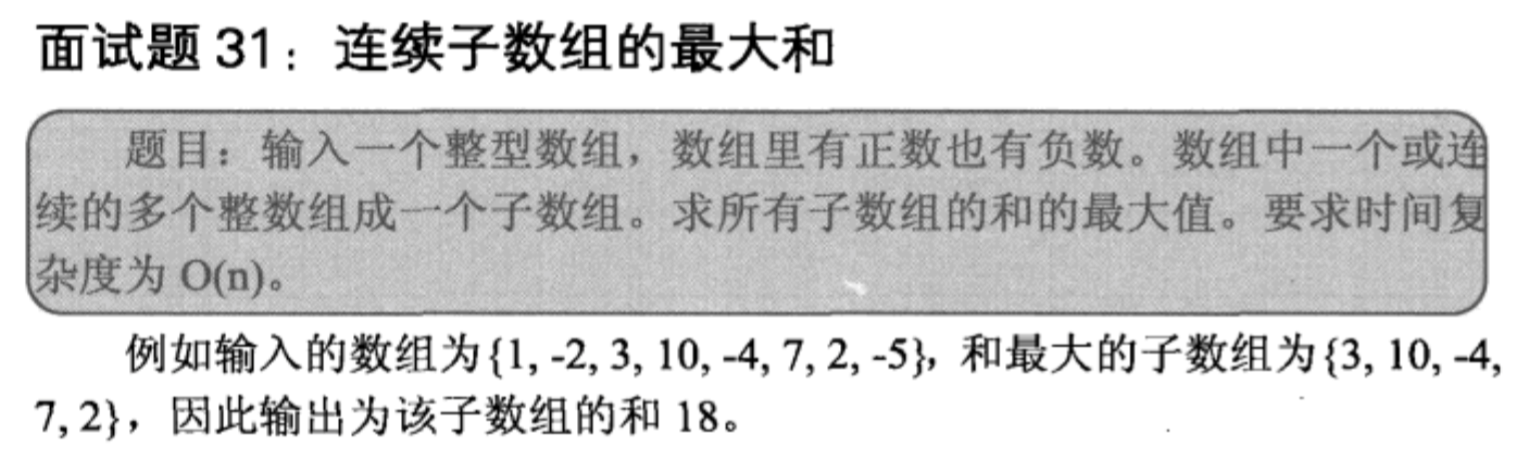 面试题 31：连续子数组的最大和
题目：输入一个整型数组，数组里有正数也有负数。数组中一个或连
续的多个整数组成一个子数组。求所有子数组的和的最大值。要求时间复
杂度为 O(n)。
例如输入的数组为{1, -2, 3, 10, -4, 7, 2, -5}，和最大的子数组为{3, 10, -4,
7, 2}，因此输出为该子数组的和 18。